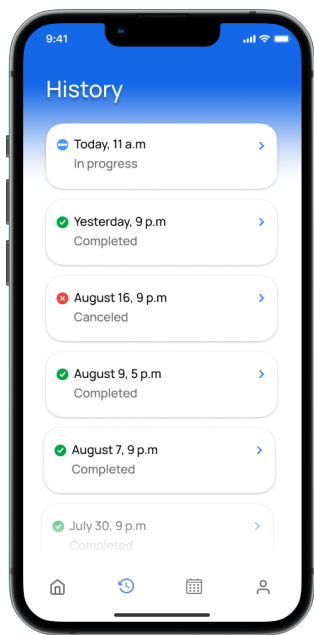 9:41
History
Today, 11 a.m
In progress
Yesterday, 9 p.m
Completed
August 16, 9 p.m
Canceled
August 9, 5 p.m
Completed
August 7, 9 p.m
Completed
July 30, 9 p.m
Completed